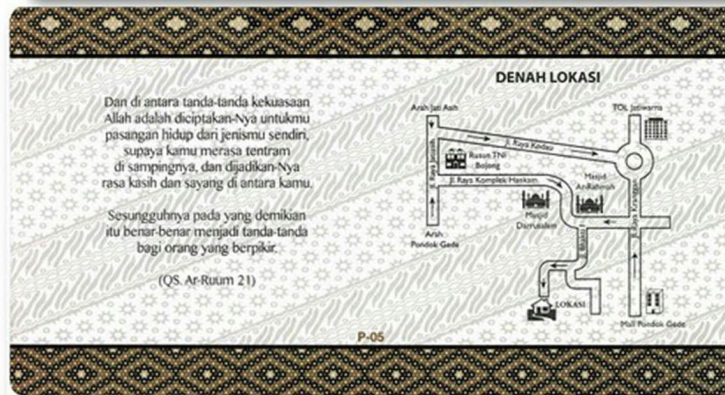 Dan di antara tanda-tanda kekuasaan
Allah adalah diciptakan-Nya untukmu
pasangan hidup dari jenismu sendiri,
supaya kamu merasa tentram
di sampingnya, dan dijadikan-Nya
rasa kasih dan sayang di antara kamu.
Sesungguhnya pada yang demikian
itu benar-benar menjadi tanda-tanda
bagi orang yang berpikir.
(QS. Ar-Ruum 21)
DENAH LOKASI
Arah Jati Asih
TOL Jatiwarna
Jl. Raya Kodau
Rusun TNI
Bojong
Jl. Raya Komplek Hankam
Masjid
Ar-Rahmah
Masjid
Darrusalam
Arah
Pondok Gede
LOKASI
Mall Pondok Gede
P-05